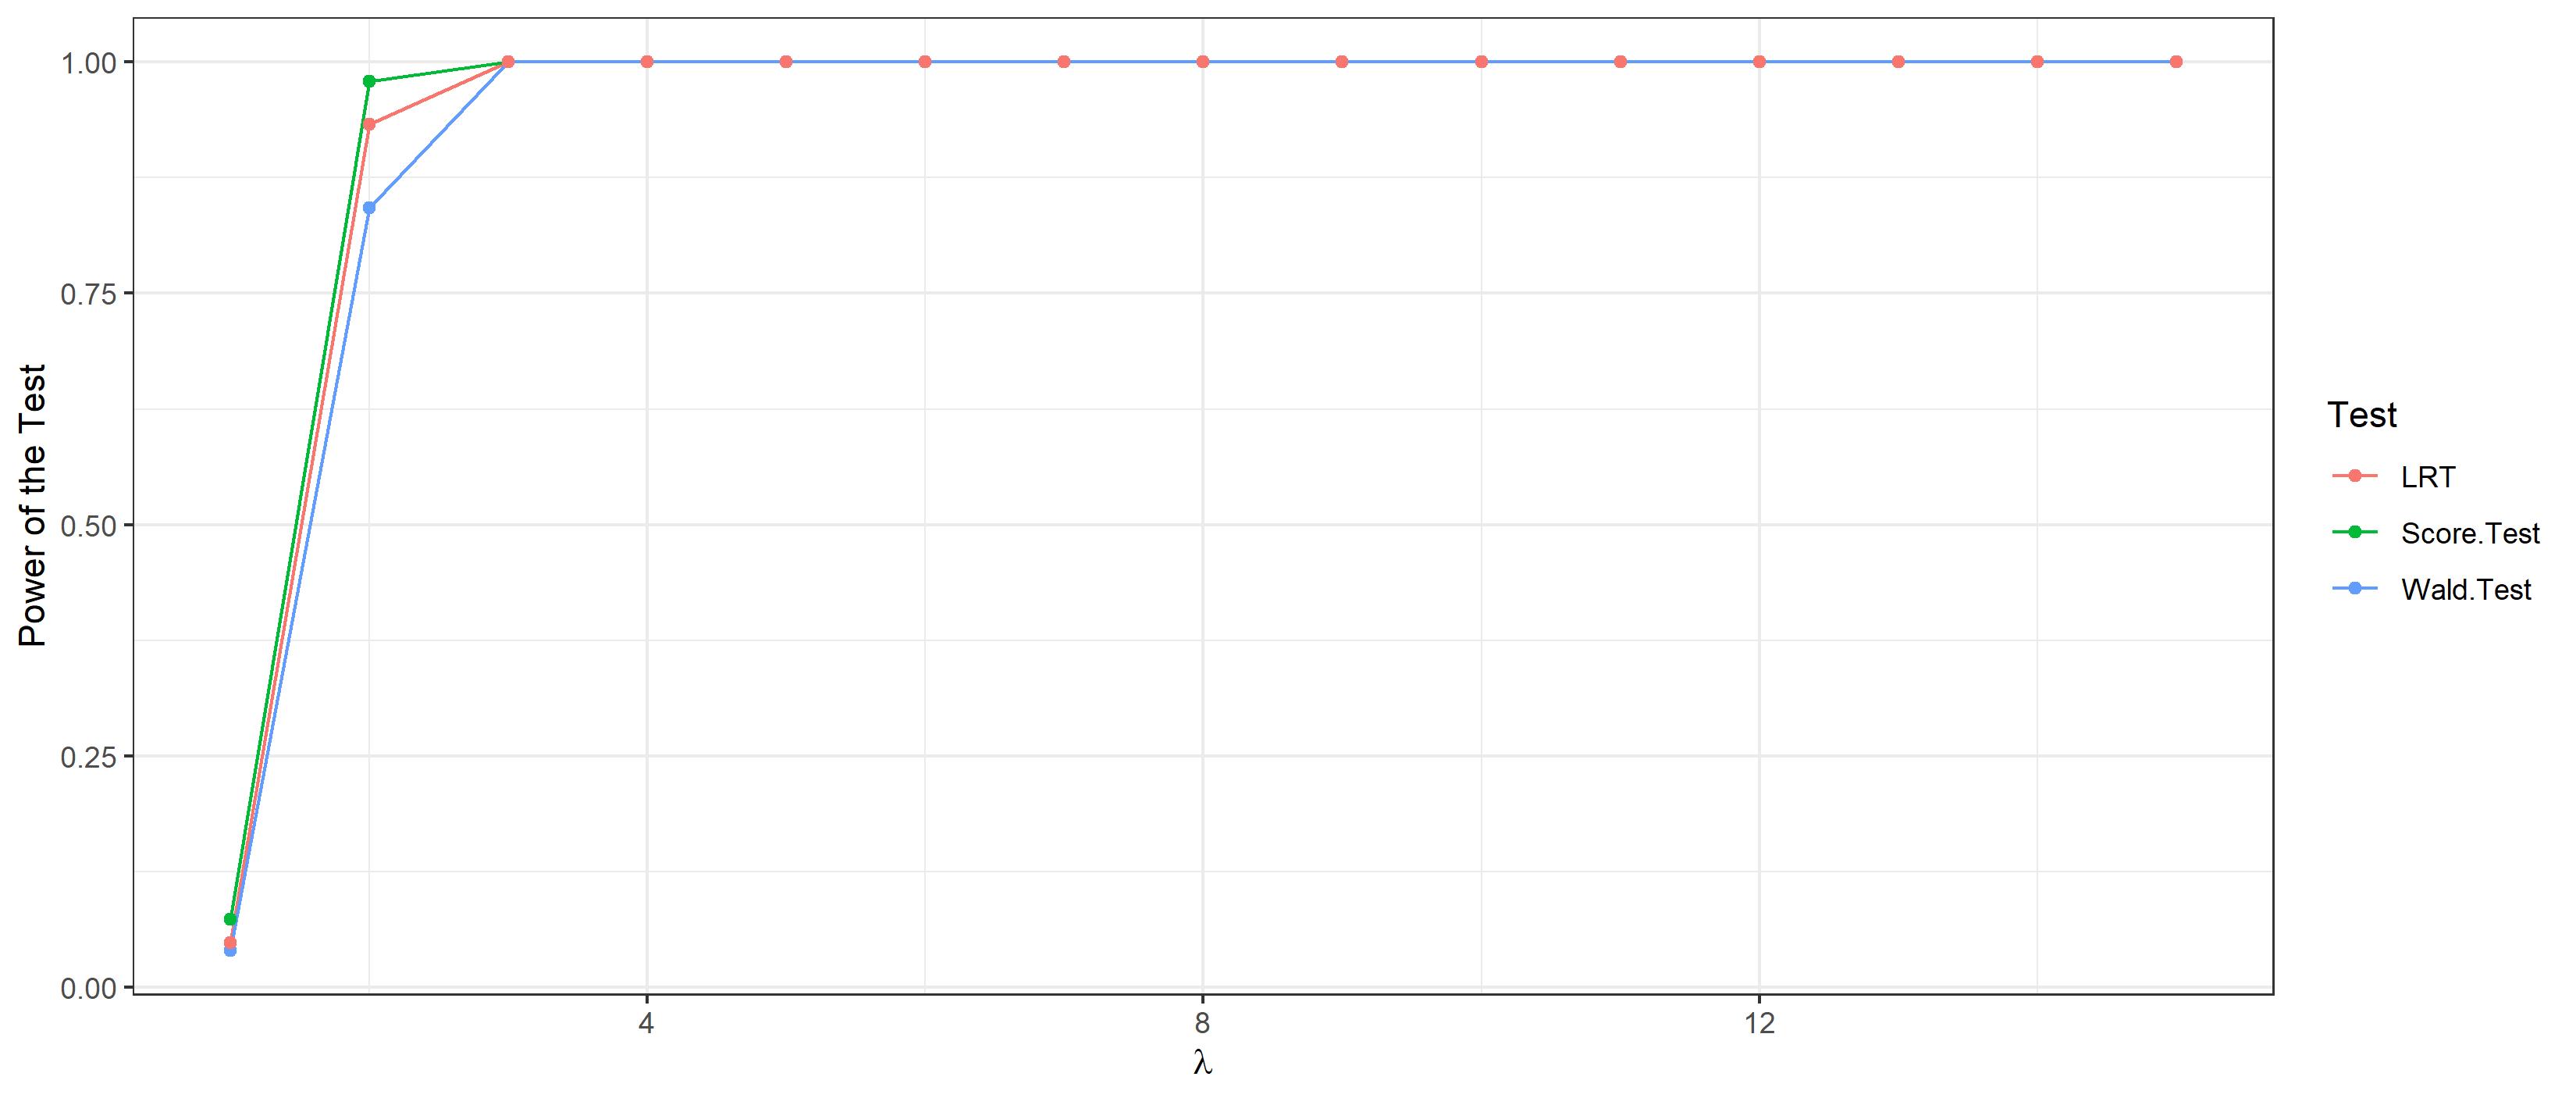 Power of the Test
1.00
0.75
0.50
0.25
0.00
4 8 12
λ
Test
LRT
Score.Test
Wald.Test